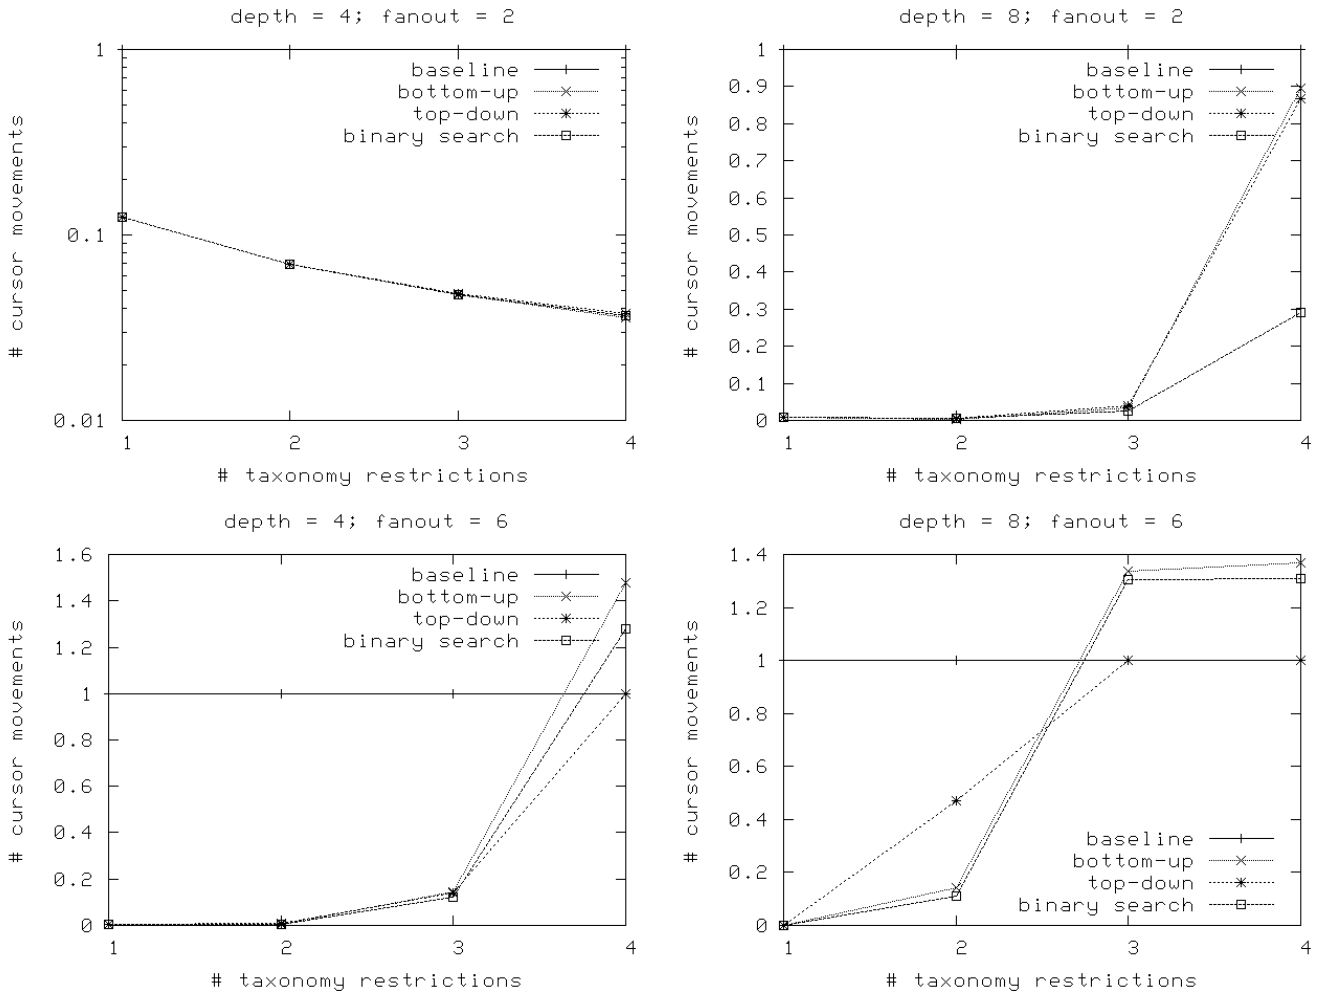 depth = 4; fanout = 2
1
0.1
0.01
# cursor movements
baseline
bottom-up
top-down
binary search
1 2 3 4
# taxonomy restrictions
depth = 8; fanout = 2
1
0.9
0.8
0.7
0.6
0.5
0.4
0.3
0.2
0.1
0
# cursor movements
baseline
bottom-up
top-down
binary search
1 2 3 4
# taxonomy restrictions
depth = 4; fanout = 6
1.6
1.4
1.2
1
0.8
0.6
0.4
0.2
0
# cursor movements
baseline
bottom-up
top-down
binary search
1 2 3 4
# taxonomy restrictions
depth = 8; fanout = 6
1.4
1.2
1
0.8
0.6
0.4
0.2
0
# cursor movements
baseline
bottom-up
top-down
binary search
1 2 3 4
# taxonomy restrictions